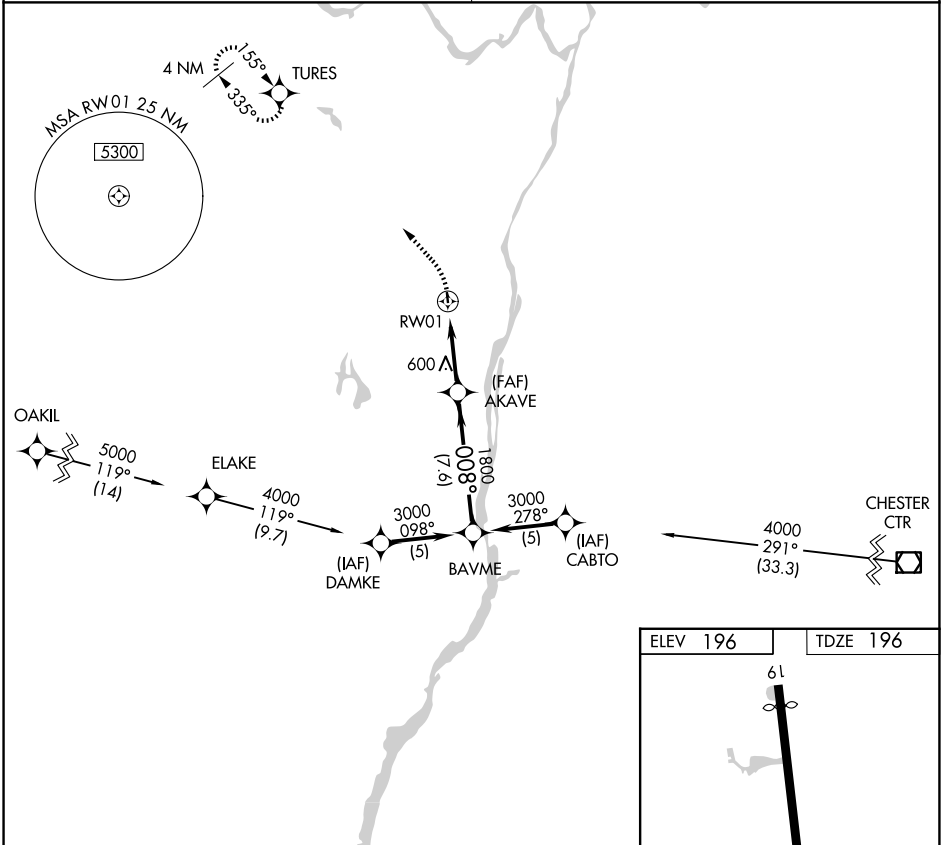 4 NM
155°
335°
TURES
MSA RW01 25 NM
5300
RW01
600
(FAF)
AKAVE
OAKIL
5000
119°
(14)
ELAKE
4000
119°
(9.7)
1800
008°
(7.6)
3000
098°
(5)
(IAF)
DAMKE
BAVME
3000
278°
(5)
(IAF)
CABTO
4000
291°
(33.3)
CHESTER
CTR
ELEV 196
TDZE 196
19